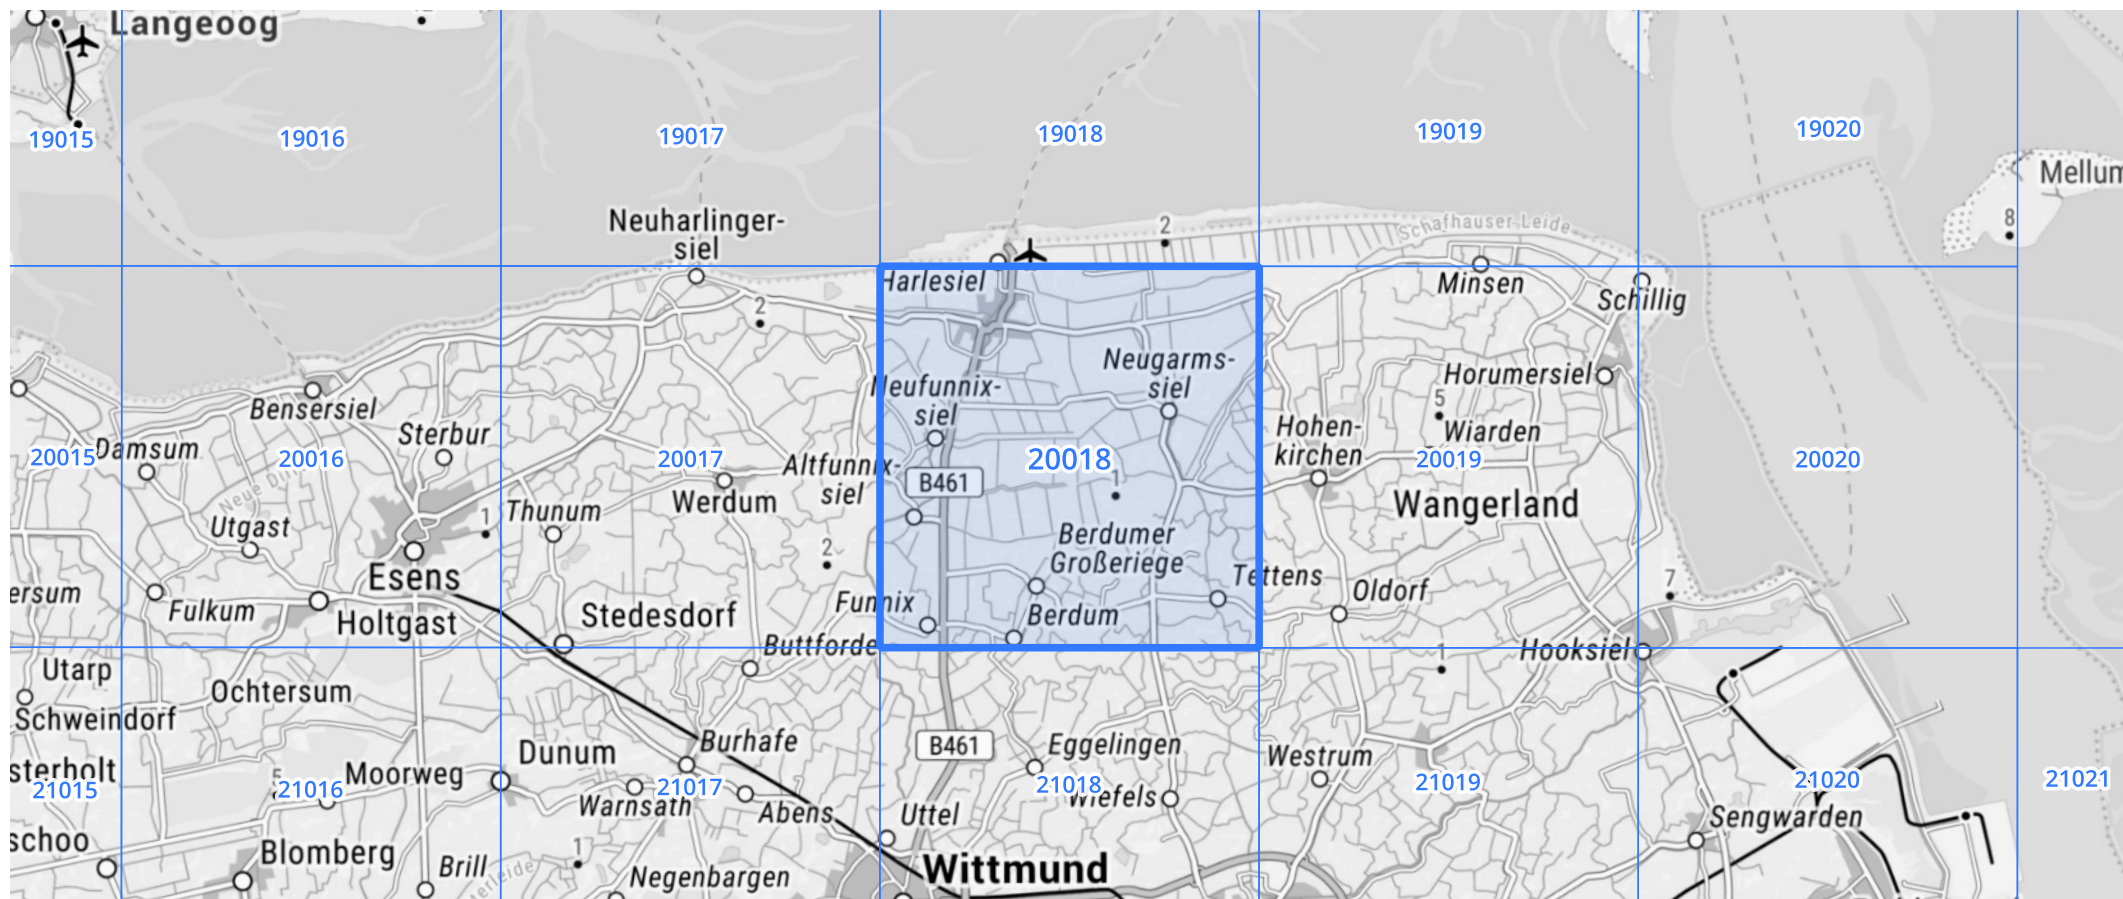 Langeoog
19015
19016
19017
19018
19019
19020
Mellum
8
Neuharlinger-
siel
2
Schafhauser Leide
Harlesiel
Minsen
Schillig
2
Neugarms-
siel
Horumersiel
Bensersiel
Neufunnix-
siel
5
Damsum
Sterbur
Hohen-
kirchen
Wiarden
20015
20016
20017
20018
20019
20020
Altfunnix-
siel
B461
1
Werdum
Wangerland
Utgast
1
Thunum
2
Berdumer
Großeriege
Esens
Tettens
7
ersum
Fulkum
Funnix
Oldorf
Holtgast
Stedesdorf
Berdum
Buttforde
Hooksiel
Utarp
Ochtersum
1
Schweindorf
Dunum
Burhafe
B461
Eggelingen
Westrum
sterholt
5
Moorweg
21015
21016
21017
21018
21019
21020
21021
Warnsath
Abens
Wiefels
Uttel
Sengwarden
schoo
Blomberg
Brill
1
Negenbargen
Wittmund